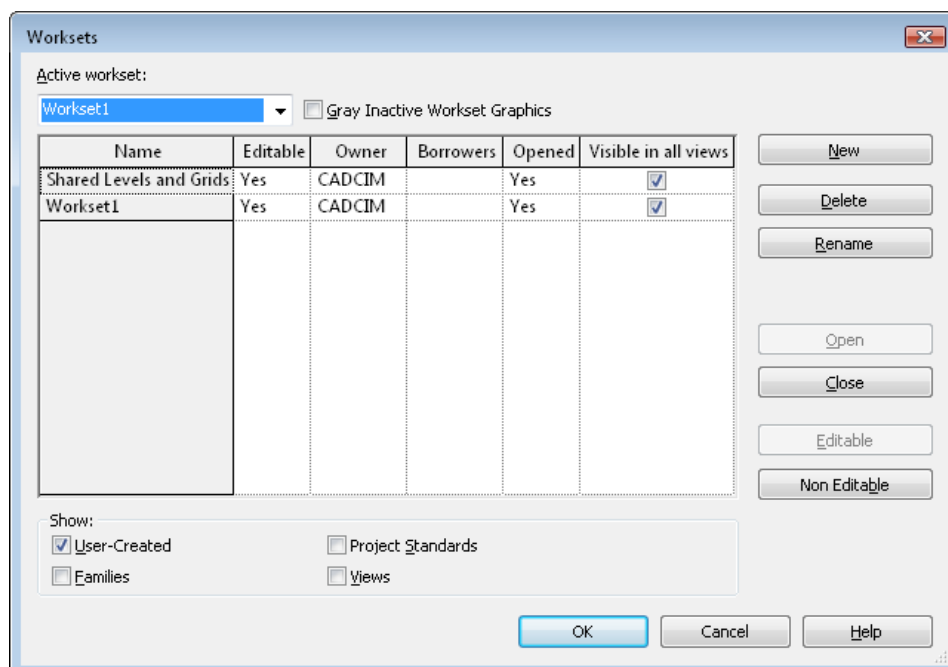 Worksets
Active workset:
Workset1
Gray Inactive Workset Graphics
Name Editable Owner Borrowers Opened Visible in all views
Shared Levels and Grids Yes CADCIM Yes
Workset1 Yes CADCIM Yes
New
Delete
Rename
Open
Close
Editable
Non Editable
Show:
User-Created Project Standards
Families Views
OK Cancel Help